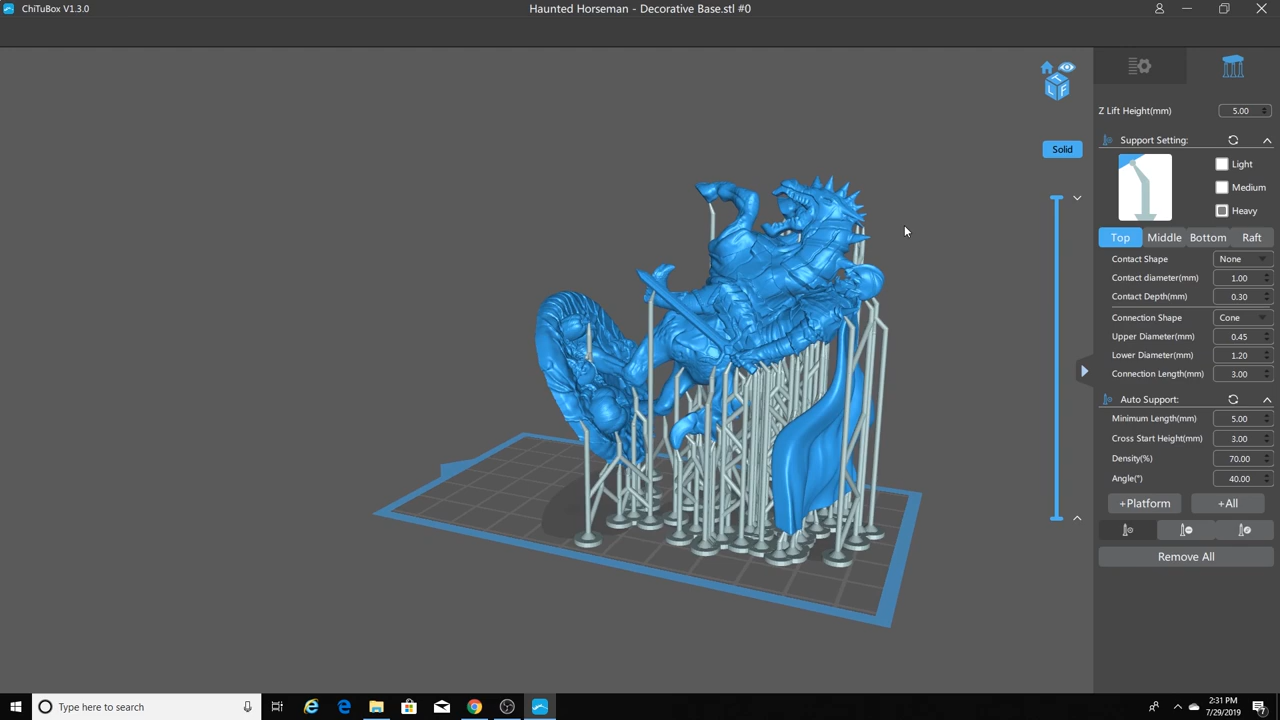 ChiTuBox V1.3.0
Haunted Horseman - Decorative Base.stl #0
Z Lift Height(mm) 5.00
Support Setting:
Light
Medium
Heavy
Top Middle Bottom Raft
Contact Shape None
Contact diameter(mm) 1.00
Contact Depth(mm) 0.30
Connection Shape Cone
Upper Diameter(mm) 0.45
Lower Diameter(mm) 1.20
Connection Length(mm) 3.00
Auto Support:
Minimum Length(mm) 5.00
Cross Start Height(mm) 3.00
Density(%) 70.00
Angle(°) 40.00
+Platform +All
Remove All
Solid
T
L F
Type here to search
2:31 PM
7/29/2019
7